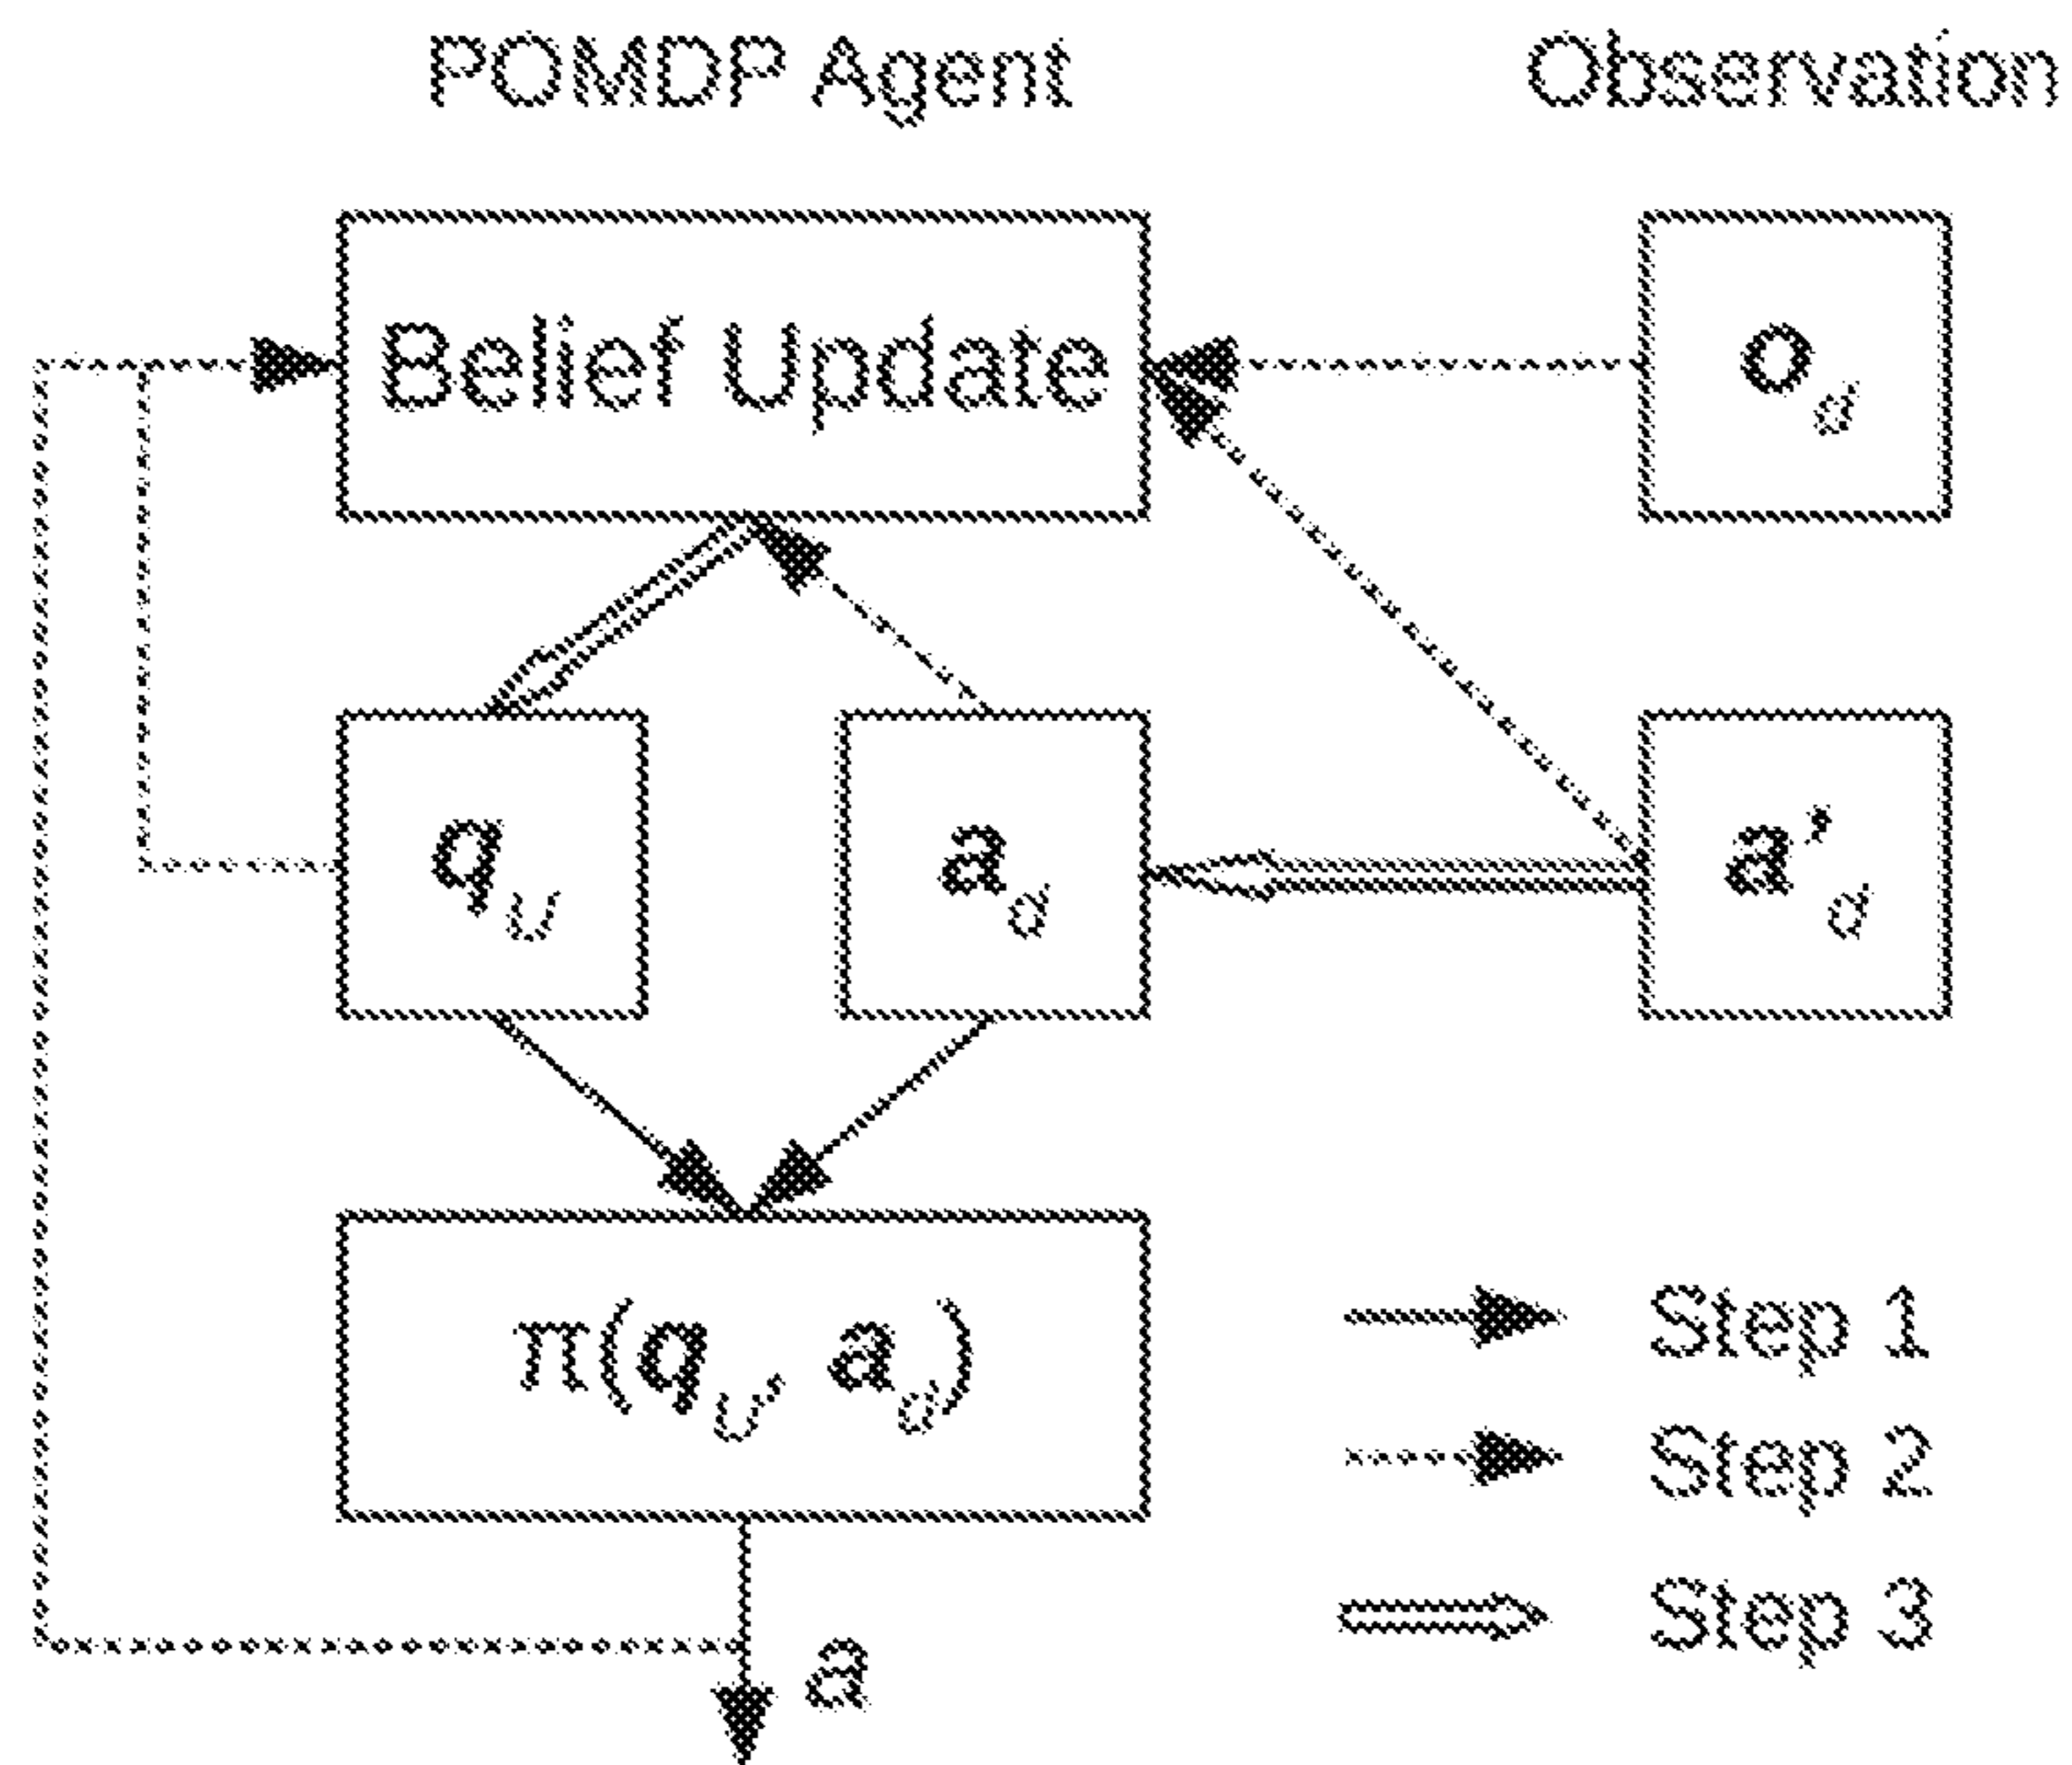 POMDP Agent
Observation
Belief Update
o_d
q_U
a_d
a'_d
π(q_U, a_d)
a
Step 1
Step 2
Step 3